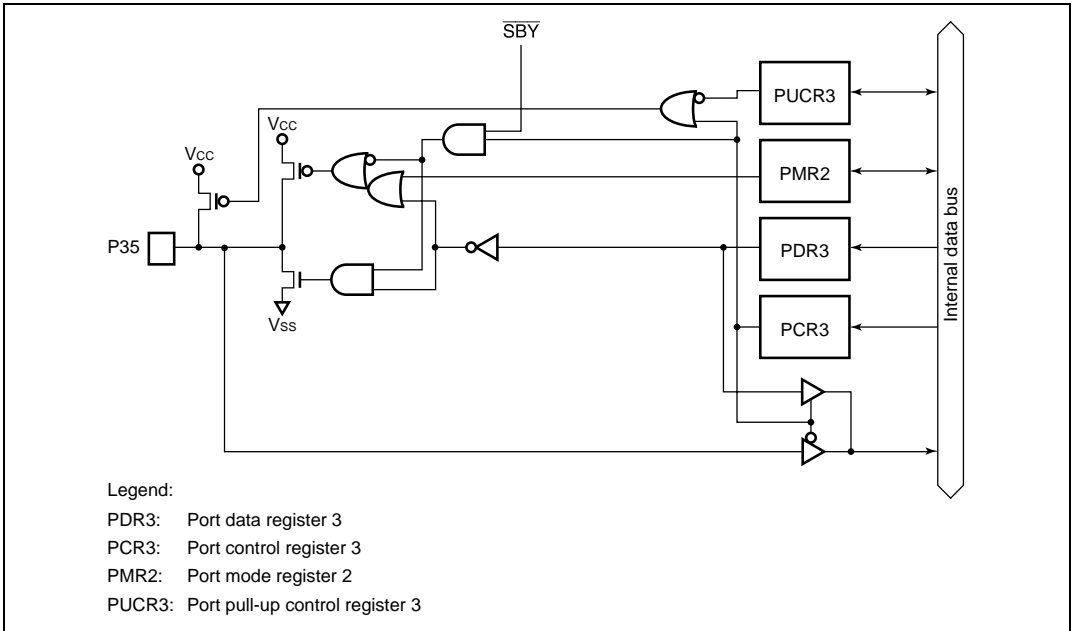 SBY
PUCR3
VCC
VCC
PMR2
P35
PDR3
VSS
PCR3
Internal data bus
Legend:
PDR3: Port data register 3
PCR3: Port control register 3
PMR2: Port mode register 2
PUCR3: Port pull-up control register 3